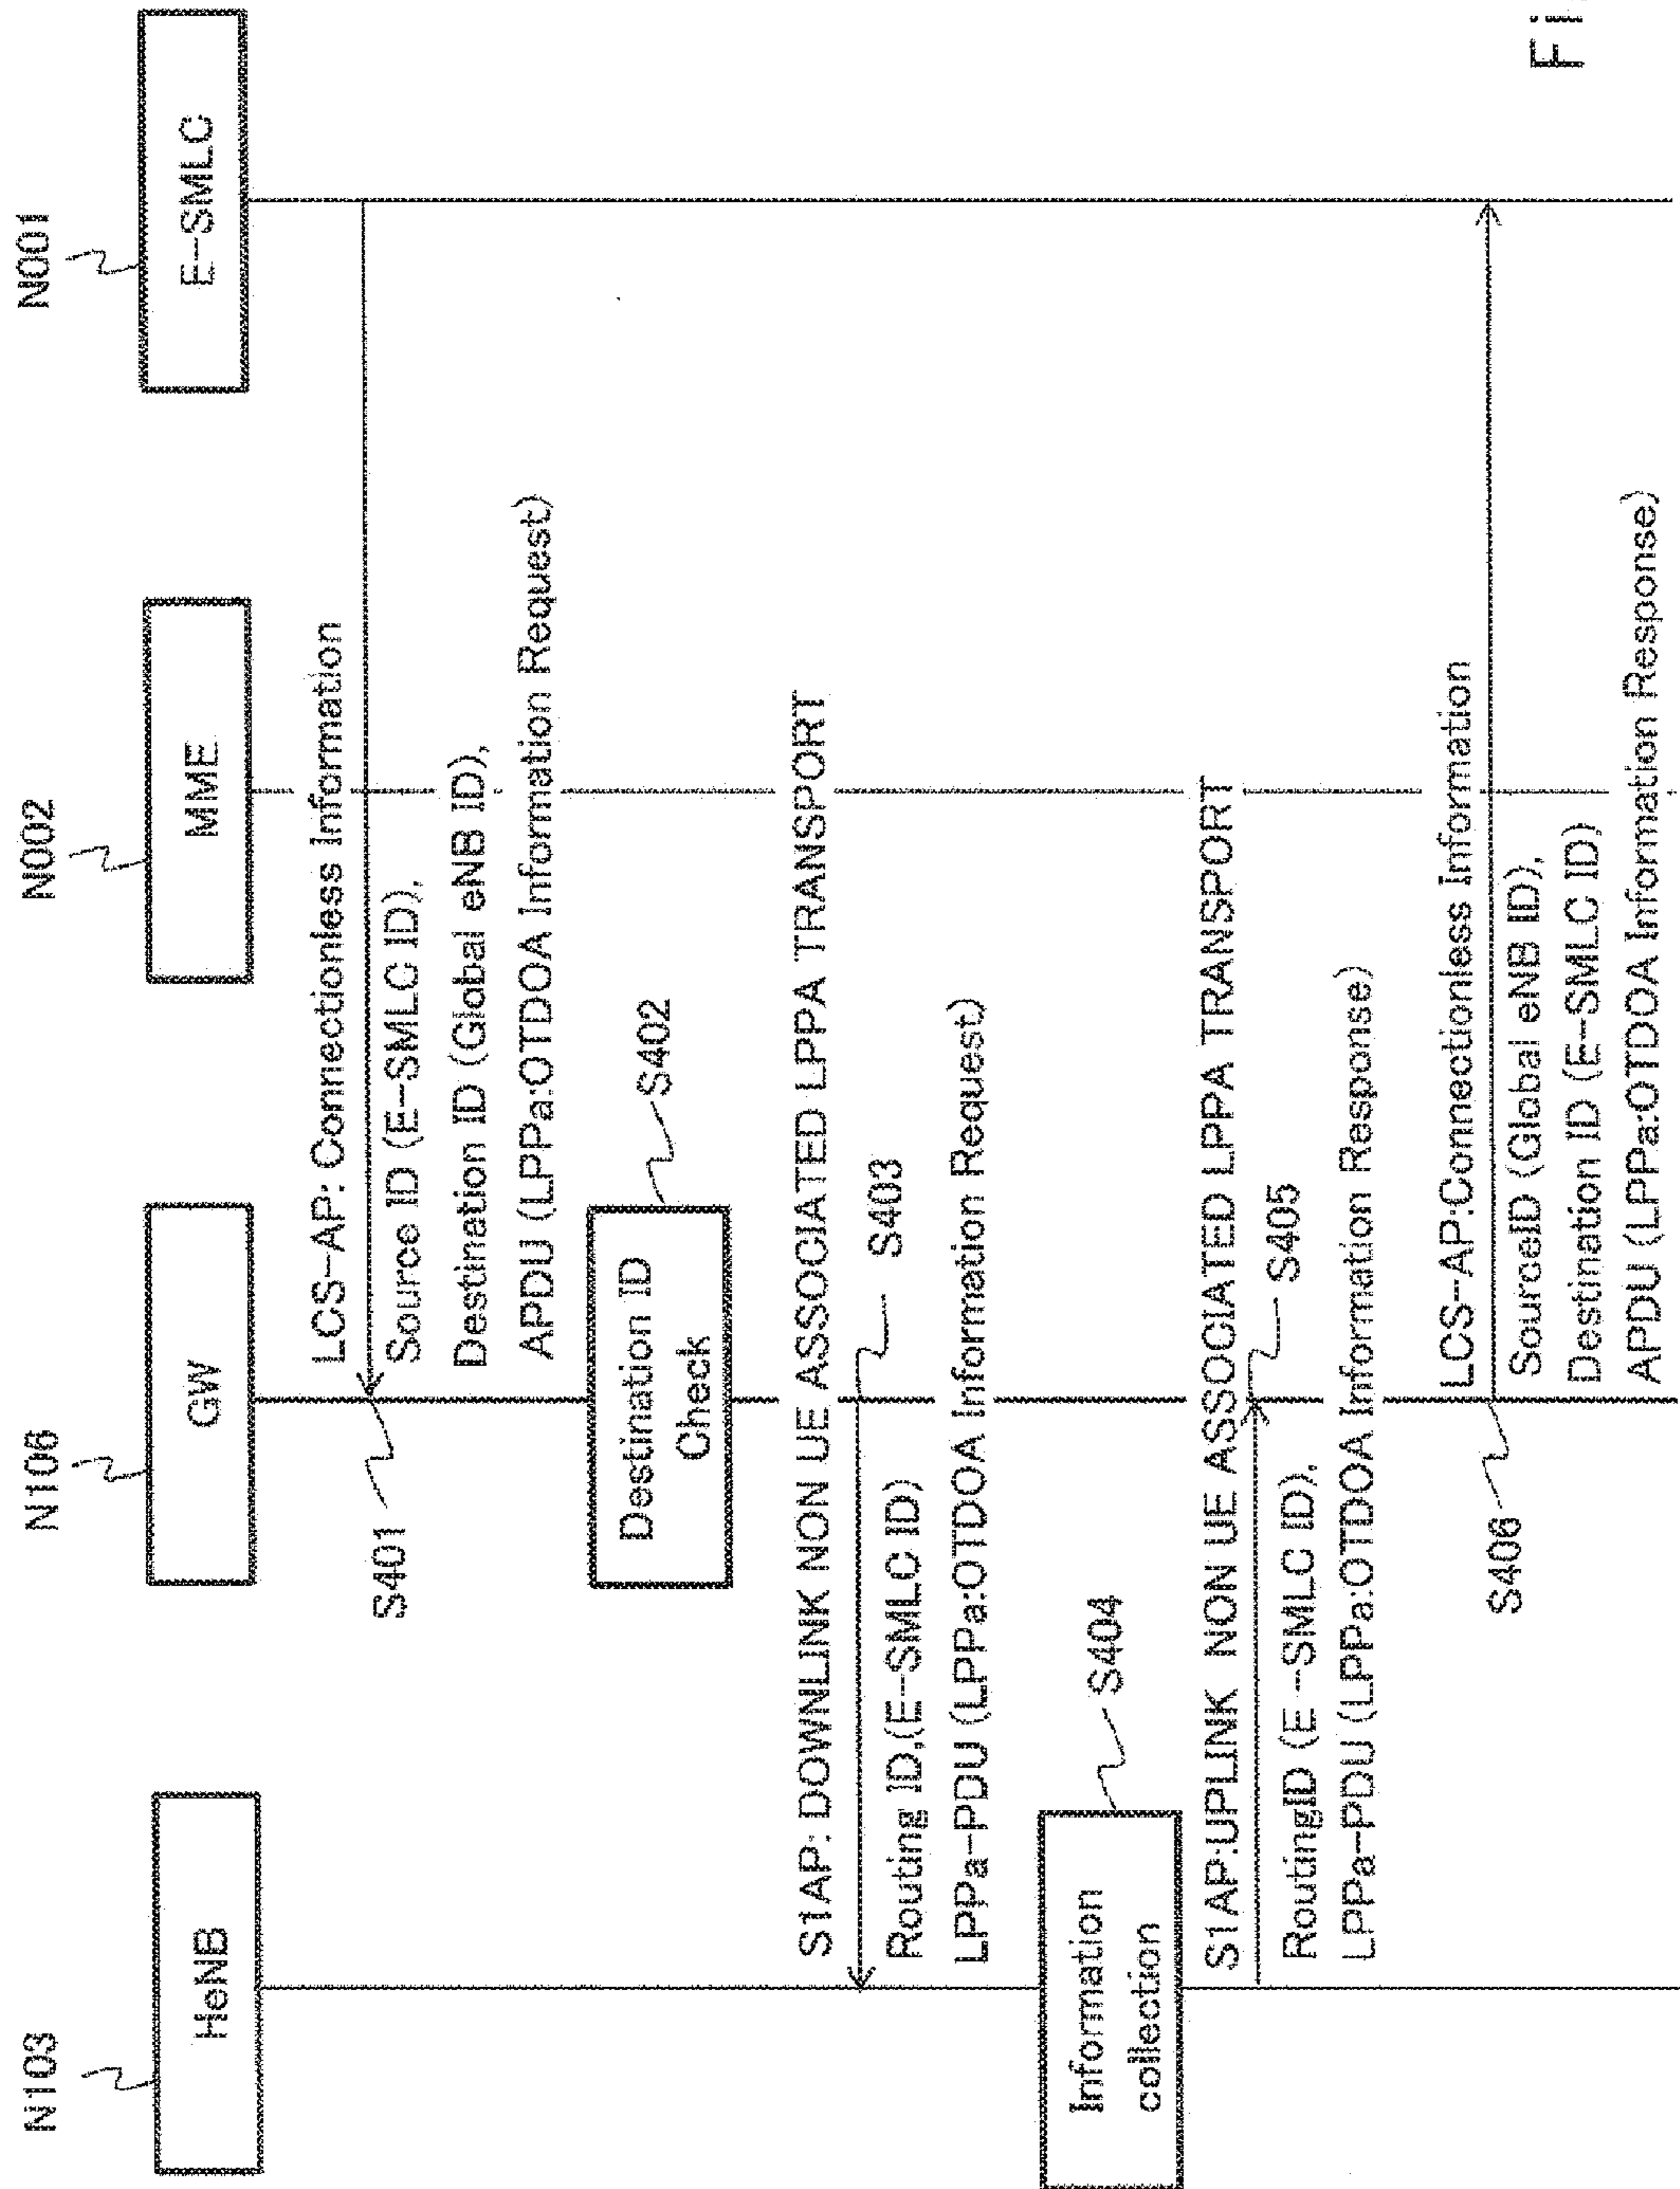 N103
N106
N002
N001
HeNB
GW
MME
E-SMLC
LCS-AP: Connectionless Information
S401
Source ID (E-SMLC ID),
Destination ID (Global eNB ID),
APDU (LPPa:OTDOA Information Request)
Destination ID
Check
S402
S1AP: DOWNLINK NON UE ASSOCIATED LPPA TRANSPORT
S403
Routing ID,(E-SMLC ID)
LPPa-PDU (LPPa:OTDOA Information Request)
Information
collection
S404
S1AP:UPLINK NON UE ASSOCIATED LPPA TRANSPORT
S405
RoutingID (E-SMLC ID),
LPPa-PDU (LPPa:OTDOA Information Response)
LCS-AP:Connectionless Information
S406
SourceID (Global eNB ID),
Destination ID (E-SMLC ID)
APDU (LPPa:OTDOA Information Response)